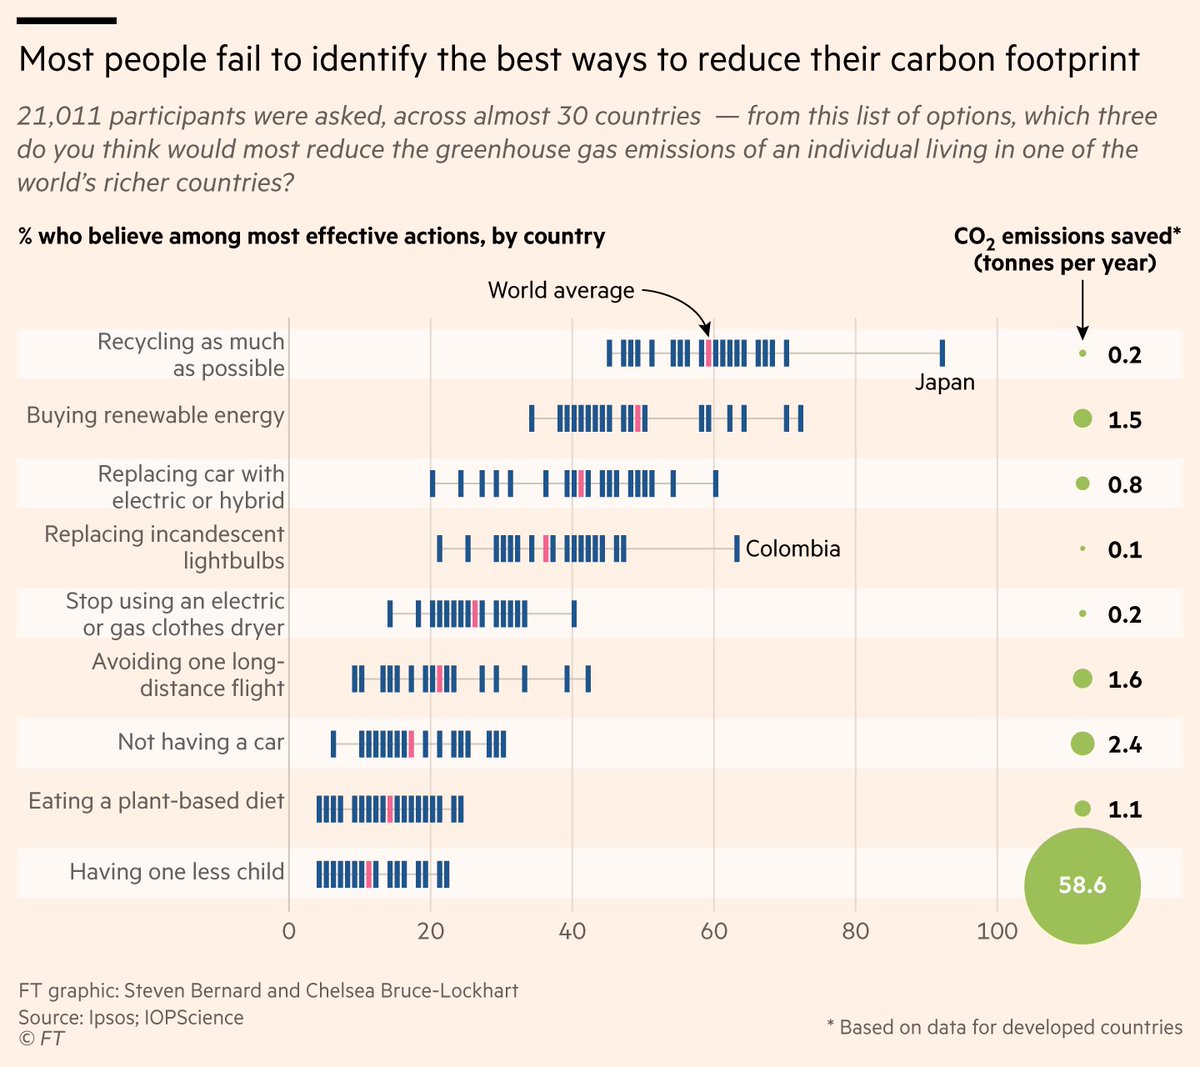 Most people fail to identify the best ways to reduce their carbon footprint
21,011 participants were asked, across almost 30 countries — from this list of options, which three
do you think would most reduce the greenhouse gas emissions of an individual living in one of the
world's richer countries?
% who believe among most effective actions, by country
CO2 emissions saved*
(tonnes per year)
World average
Recycling as much
as possible
0.2
Japan
Buying renewable energy
1.5
Replacing car with
electric or hybrid
0.8
Replacing incandescent
lightbulbs
Colombia
0.1
Stop using an electric
or gas clothes dryer
0.2
Avoiding one long-
distance flight
1.6
Not having a car
2.4
Eating a plant-based diet
1.1
Having one less child
58.6
0 20 40 60 80 100
FT graphic: Steven Bernard and Chelsea Bruce-Lockhart
Source: Ipsos; IOPScience
© FT
* Based on data for developed countries